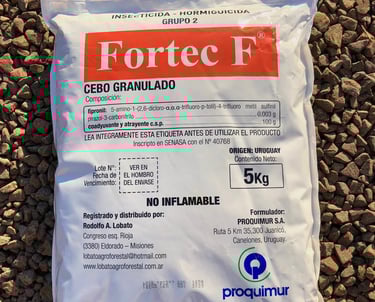 INSECTICIDA - HORMIGUICIDA
GRUPO 2
Fortec F®
CEBO GRANULADO
Composición:
fipronil: 5-amino-1-(2,6-dicloro-α,α,α-trifluoro-p-tolil)-4-trifluoro metil sulfinil
pirazol-3-carbonitrilo 0,003 g
coadyuvante y atrayente c.s.p. 100 g
LEA INTEGRAMENTE ESTA ETIQUETA ANTES DE UTILIZAR EL PRODUCTO
Inscripto en SENASA con el N° 40768
ORIGEN: URUGUAY
Contenido Neto:
5Kg
Lote N°:
Fecha de
Vencimiento:
VER EN
EL HOMBRO
DEL ENVASE
NO INFLAMABLE
Registrado y distribuido por:
Rodolfo A. Lobato
Congreso esq. Rioja
(3380) Eldorado – Misiones
lobatoagroforestal@hotmail.com
www.lobatoagroforestal.com.ar
Formulador:
PROQUIMUR S.A.
Ruta 5 Km 35,300 Juanicó,
Canelones, Uruguay.
proquimur